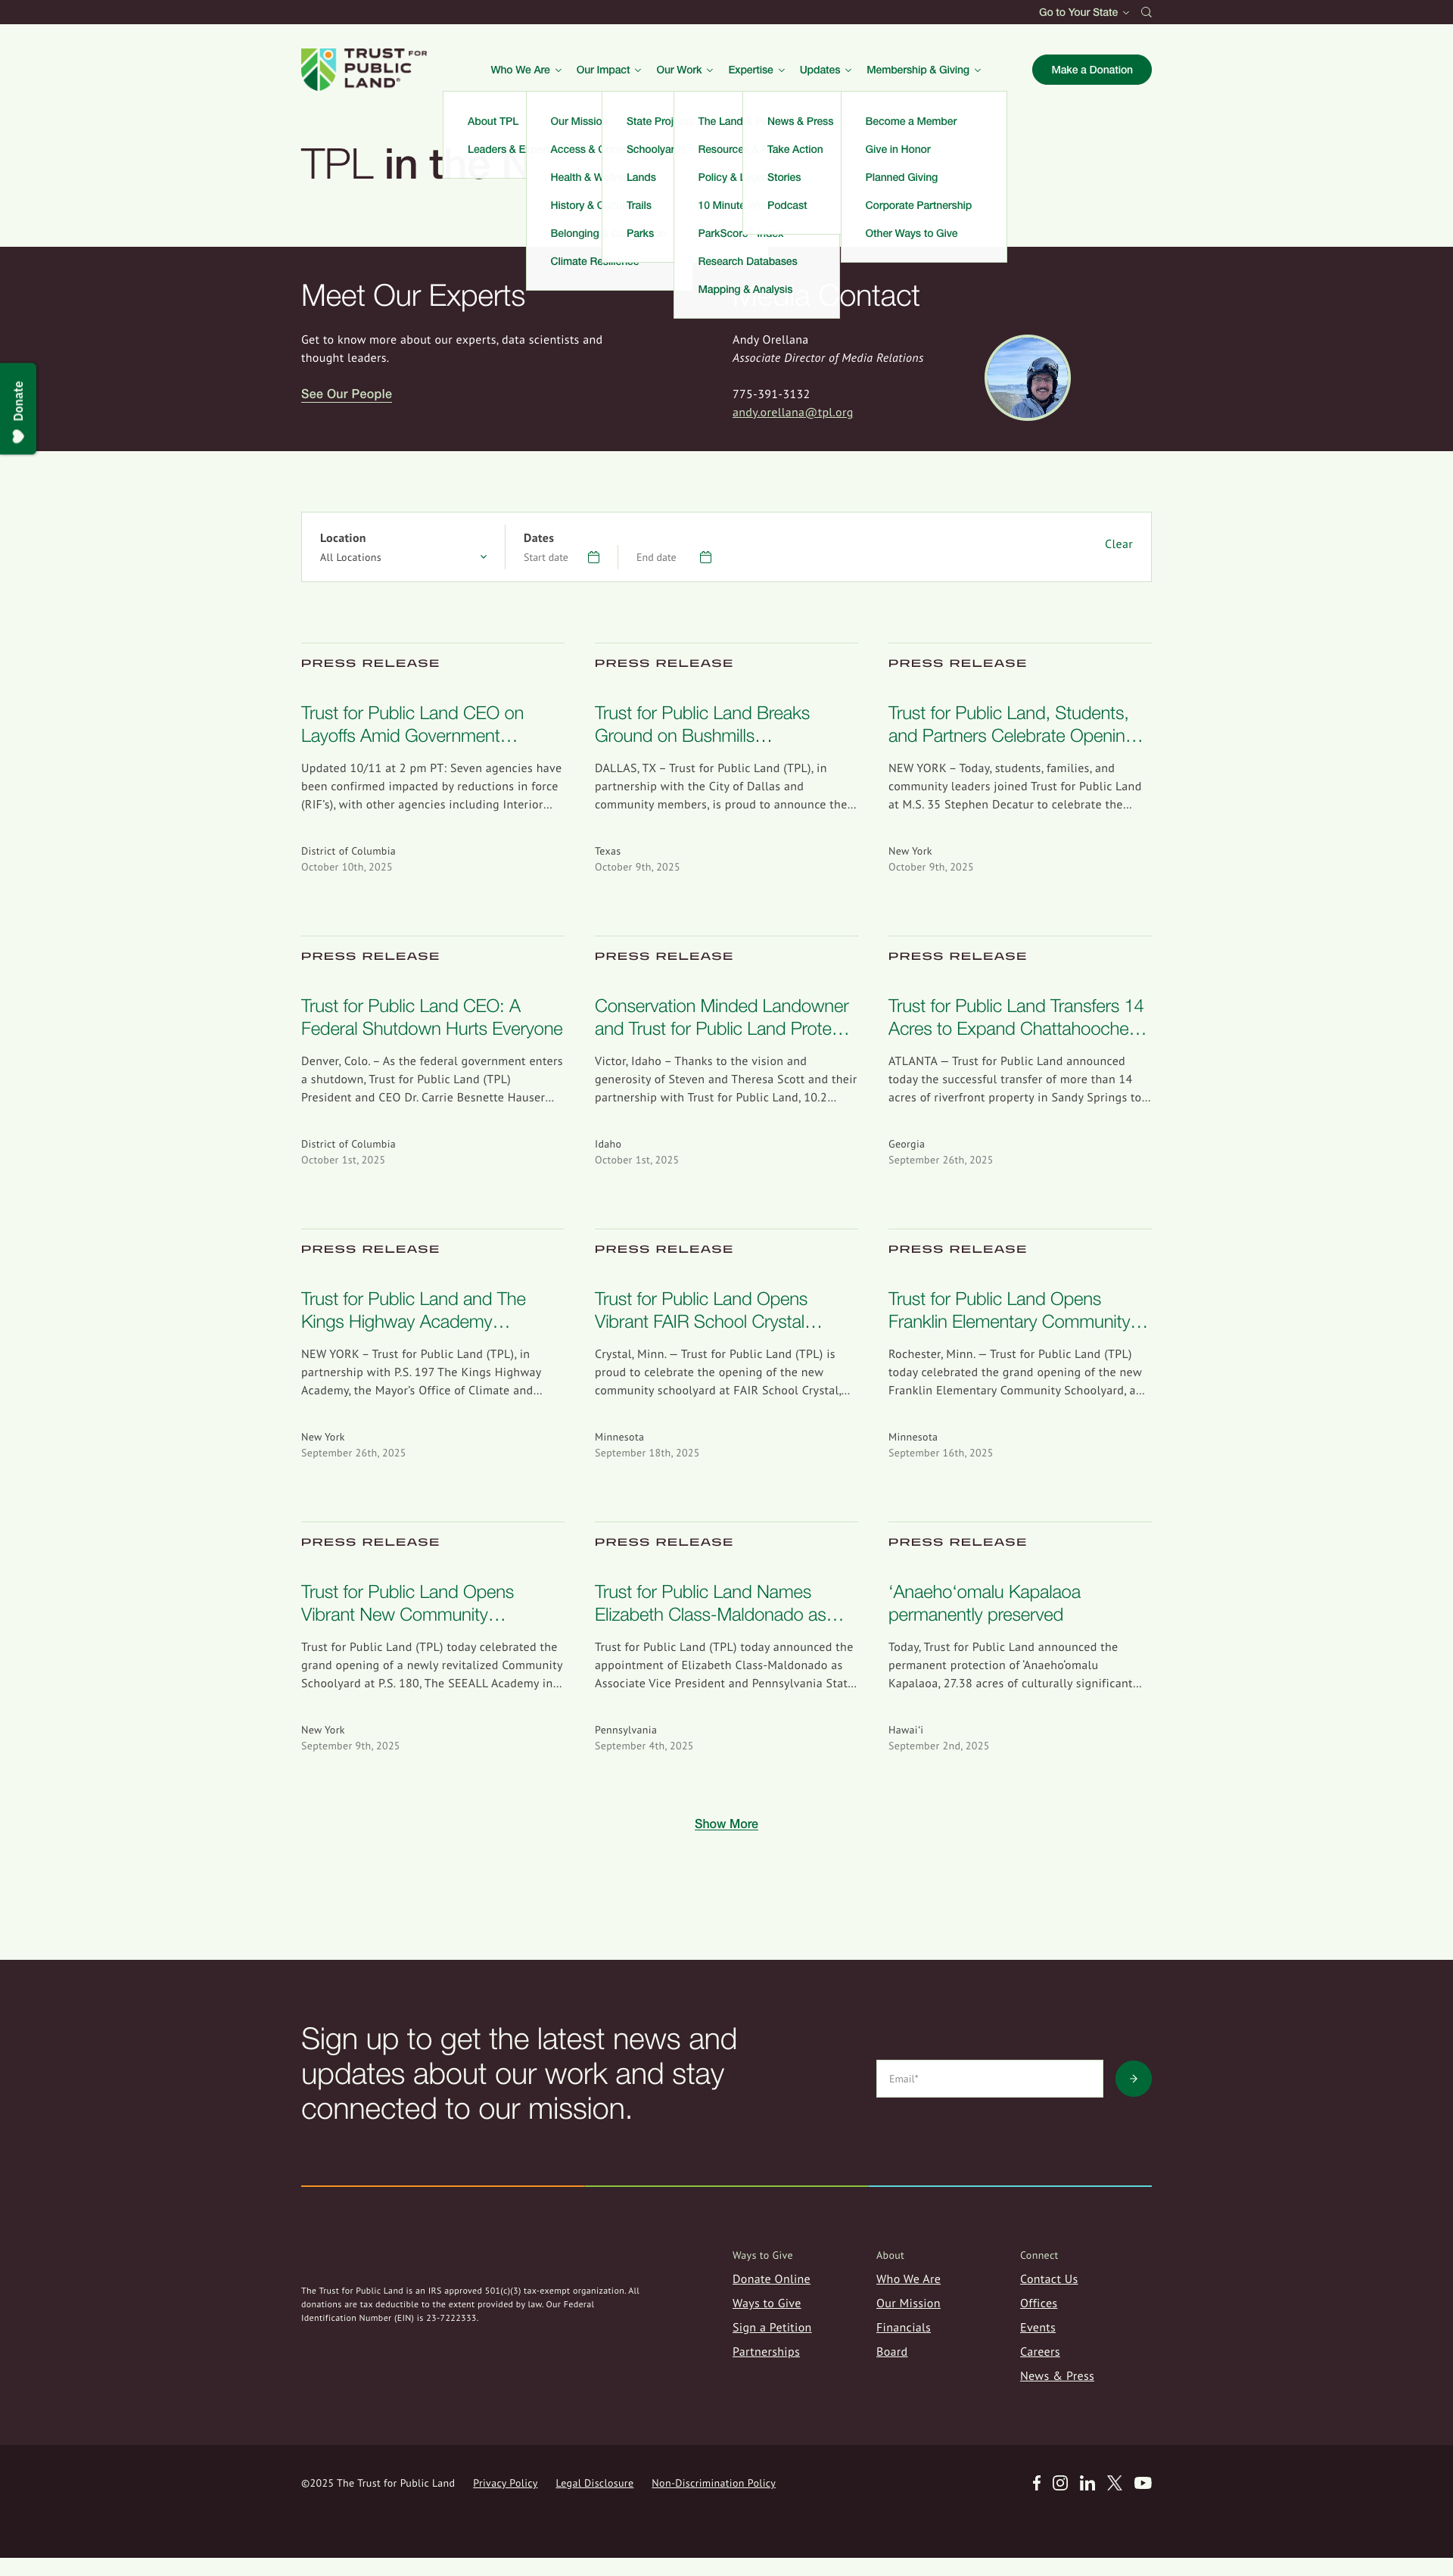 Go to Your State
TRUST FOR
PUBLIC
LAND®
Who We Are
Our Impact
Our Work
Expertise
Updates
Membership & Giving
Make a Donation
About TPL
Leaders &
Our
Access &
Health &
History &
Belonging
Climate
State
Lands
Trails
Parks
The Land
Policy &
10
Research Databases
Mapping & Analysis
News & Press
Take Action
Stories
Podcast
Become a Member
Give in Honor
Planned Giving
Corporate Partnership
Other Ways to Give
TPL in the
Meet Our Experts
Get to know more about our experts, data scientists and
thought leaders.
See Our People
Contact
Andy Orellana
Associate Director of Media Relations
775-391-3132
andy.orellana@tpl.org
Donate
Location
All Locations
Dates
Start date
End date
Clear
PRESS RELEASE
Trust for Public Land CEO on
Layoffs Amid Government…
Updated 10/11 at 2 pm PT: Seven agencies have
been confirmed impacted by reductions in force
(RIF's), with other agencies including Interior…
District of Columbia
October 10th, 2025
PRESS RELEASE
Trust for Public Land Breaks
Ground on Bushmills…
DALLAS, TX – Trust for Public Land (TPL), in
partnership with the City of Dallas and
community members, is proud to announce the…
Texas
October 9th, 2025
PRESS RELEASE
Trust for Public Land, Students,
and Partners Celebrate Openin…
NEW YORK – Today, students, families, and
community leaders joined Trust for Public Land
at M.S. 35 Stephen Decatur to celebrate the…
New York
October 9th, 2025
PRESS RELEASE
Trust for Public Land CEO: A
Federal Shutdown Hurts Everyone
Denver, Colo. – As the federal government enters
a shutdown, Trust for Public Land (TPL)
President and CEO Dr. Carrie Besnette Hauser…
District of Columbia
October 1st, 2025
PRESS RELEASE
Conservation Minded Landowner
and Trust for Public Land Prote…
Victor, Idaho – Thanks to the vision and
generosity of Steven and Theresa Scott and their
partnership with Trust for Public Land, 10.2…
Idaho
October 1st, 2025
PRESS RELEASE
Trust for Public Land Transfers 14
Acres to Expand Chattahooche…
ATLANTA — Trust for Public Land announced
today the successful transfer of more than 14
acres of riverfront property in Sandy Springs to…
Georgia
September 26th, 2025
PRESS RELEASE
Trust for Public Land and The
Kings Highway Academy…
NEW YORK – Trust for Public Land (TPL), in
partnership with P.S. 197 The Kings Highway
Academy, the Mayor's Office of Climate and…
New York
September 26th, 2025
PRESS RELEASE
Trust for Public Land Opens
Vibrant FAIR School Crystal…
Crystal, Minn. — Trust for Public Land (TPL) is
proud to celebrate the opening of the new
community schoolyard at FAIR School Crystal,…
Minnesota
September 18th, 2025
PRESS RELEASE
Trust for Public Land Opens
Franklin Elementary Community…
Rochester, Minn. — Trust for Public Land (TPL)
today celebrated the grand opening of the new
Franklin Elementary Community Schoolyard, a…
Minnesota
September 16th, 2025
PRESS RELEASE
Trust for Public Land Opens
Vibrant New Community…
Trust for Public Land (TPL) today celebrated the
grand opening of a newly revitalized Community
Schoolyard at P.S. 180, The SEEALL Academy in…
New York
September 9th, 2025
PRESS RELEASE
Trust for Public Land Names
Elizabeth Class-Maldonado as…
Trust for Public Land (TPL) today announced the
appointment of Elizabeth Class-Maldonado as
Associate Vice President and Pennsylvania Stat…
Pennsylvania
September 4th, 2025
PRESS RELEASE
‘Anaeho‘omalu Kapalaoa
permanently preserved
Today, Trust for Public Land announced the
permanent protection of ‘Anaeho‘omalu
Kapalaoa, 27.38 acres of culturally significant…
Hawai'i
September 2nd, 2025
Show More
Sign up to get the latest news and
updates about our work and stay
connected to our mission.
Email*
The Trust for Public Land is an IRS approved 501(c)(3) tax-exempt organization. All
donations are tax deductible to the extent provided by law. Our Federal
Identification Number (EIN) is 23-7222333.
Ways to Give
Donate Online
Ways to Give
Sign a Petition
Partnerships
About
Who We Are
Our Mission
Financials
Board
Connect
Contact Us
Offices
Events
Careers
News & Press
©2025 The Trust for Public Land
Privacy Policy
Legal Disclosure
Non-Discrimination Policy